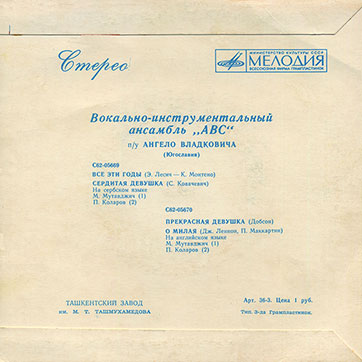 Стерео
МИНИСТЕРСТВО КУЛЬТУРЫ СССР
МЕЛОДИЯ
ВСЕСОЮЗНАЯ ФИРМА ГРАМПЛАСТИНОК
Вокально-инструментальный
ансамбль „АВС“
п/у АНГЕЛО ВЛАДКОВИЧА
(Югославия)
С62-05669
ВСЕ ЭТИ ГОДЫ (Э. Лесич — К. Монтено)
СЕРДИТАЯ ДЕВУШКА (С. Ковачевич)
На сербском языке
М. Мутавджич (1)
П. Коларов (2)
С62-05670
ПРЕКРАСНАЯ ДЕВУШКА (Добсон)
О МИЛАЯ (Дж. Леннон, П. Маккартни)
На английском языке
М. Мутавджич (1)
П. Коларов (2)
ТАШКЕНТСКИЙ ЗАВОД
им. М. Т. ТАШМУХАМЕДОВА
Арт. 36-3. Цена 1 руб.
Тип. З-да Грампластинок.